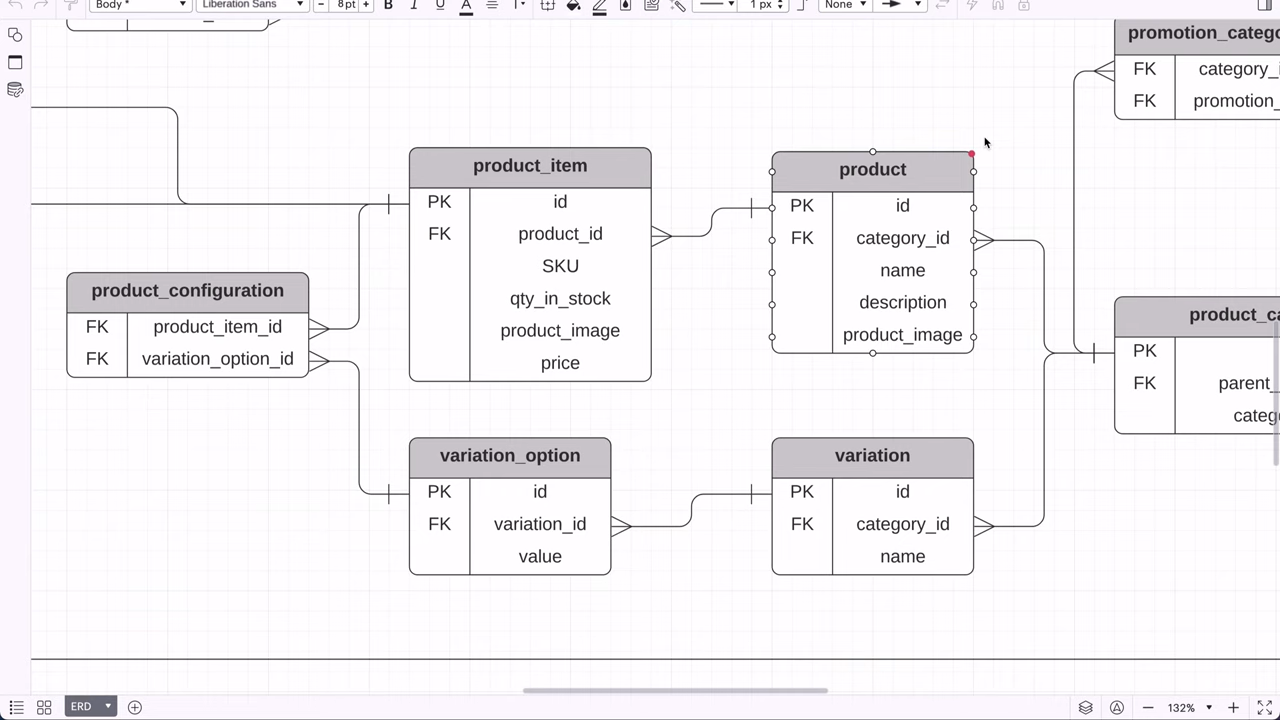 Body *
Liberation Sans
8 pt
B
I
U
A
T
1 px
None
promotion_catego
FK category_i
FK promotion_
product_item
PK id
FK product_id
SKU
qty_in_stock
product_image
price
product
PK id
FK category_id
name
description
product_image
product_configuration
FK product_item_id
FK variation_option_id
product_ca
PK
FK parent_
categ
variation_option
PK id
FK variation_id
value
variation
PK id
FK category_id
name
ERD
132%